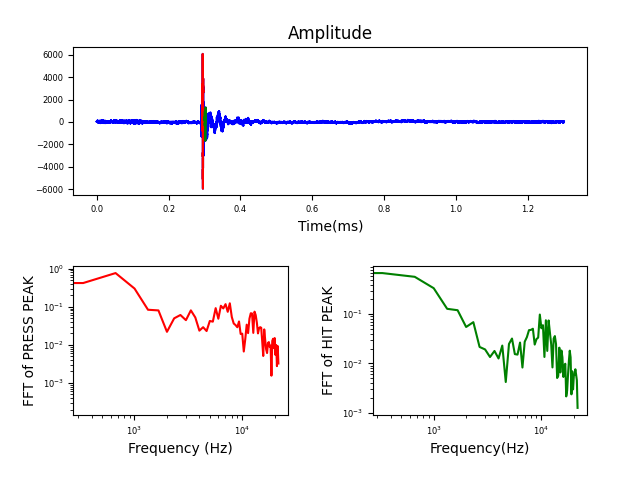 Amplitude
6000
4000
2000
0
−2000
−4000
−6000
0.0 0.2 0.4 0.6 0.8 1.0 1.2
Time(ms)
FFT of PRESS PEAK
10⁰
10⁻¹
10⁻²
10⁻³
10³ 10⁴
Frequency (Hz)
FFT of HIT PEAK
10⁻¹
10⁻²
10⁻³
10³ 10⁴
Frequency(Hz)